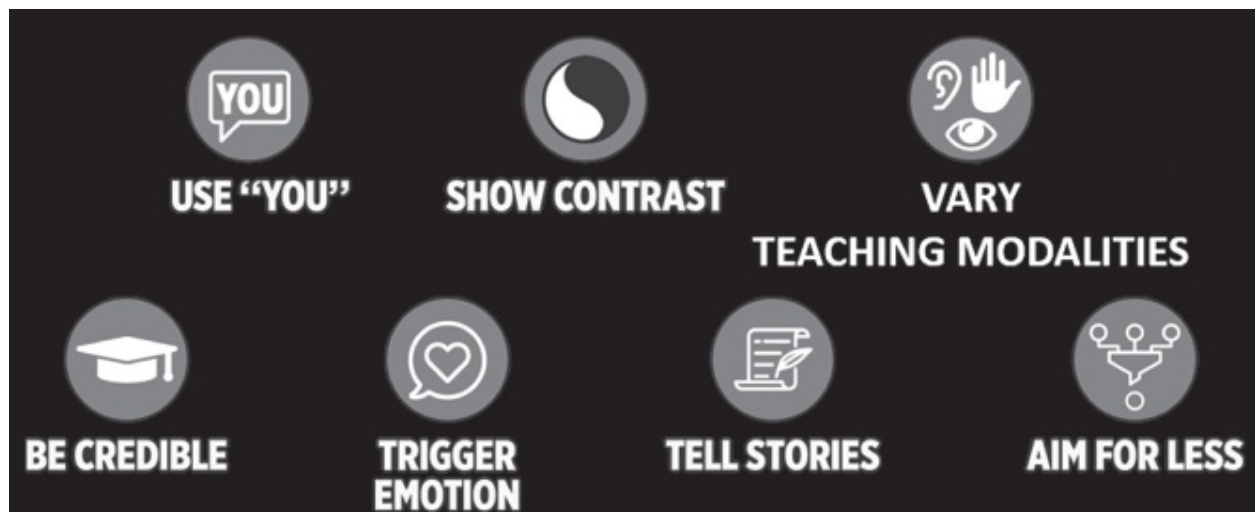 YOU
USE “YOU”
SHOW CONTRAST
VARY
TEACHING MODALITIES
BE CREDIBLE
TRIGGER
EMOTION
TELL STORIES
AIM FOR LESS